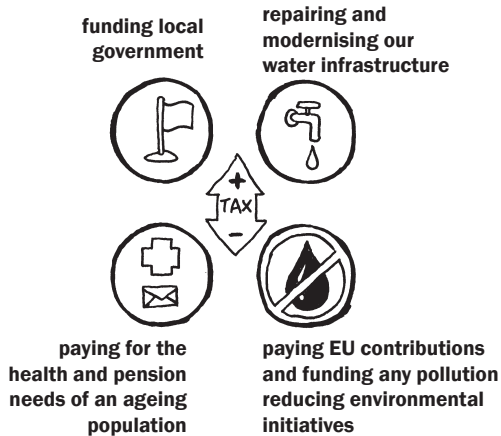 funding local
government
repairing and
modernising our
water infrastructure
+
TAX
-
paying for the
health and pension
needs of an ageing
population
paying EU contributions
and funding any pollution
reducing environmental
initiatives